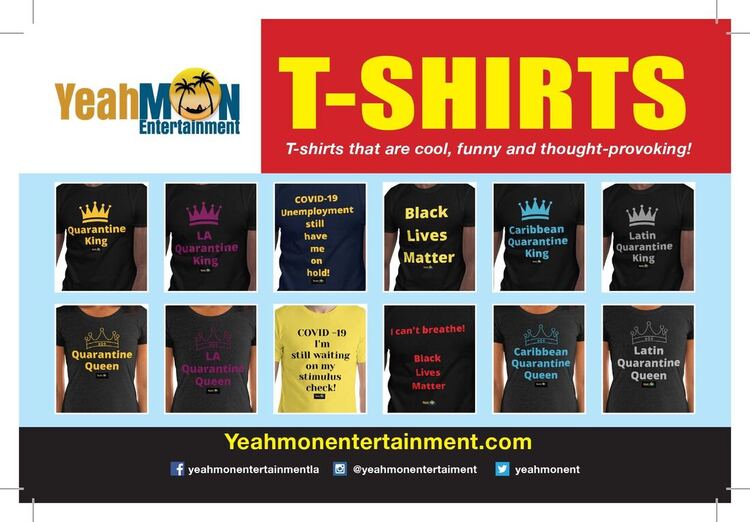 YeahMON
Entertainment
T-SHIRTS
T-shirts that are cool, funny and thought-provoking!
Quarantine
King
LA
Quarantine
King
COVID-19
Unemployment
still
have
me
on
hold!
Black
Lives
Matter
Caribbean
Quarantine
King
Latin
Quarantine
King
Quarantine
Queen
LA
Quarantine
Queen
COVID -19
I'm
still waiting
on my
stimulus
check!
I can't breathe!
Black
Lives
Matter
Caribbean
Quarantine
Queen
Latin
Quarantine
Queen
Yeahmonentertainment.com
yeahmonentertainmentla
@yeahmonentertaiment
yeahmonent